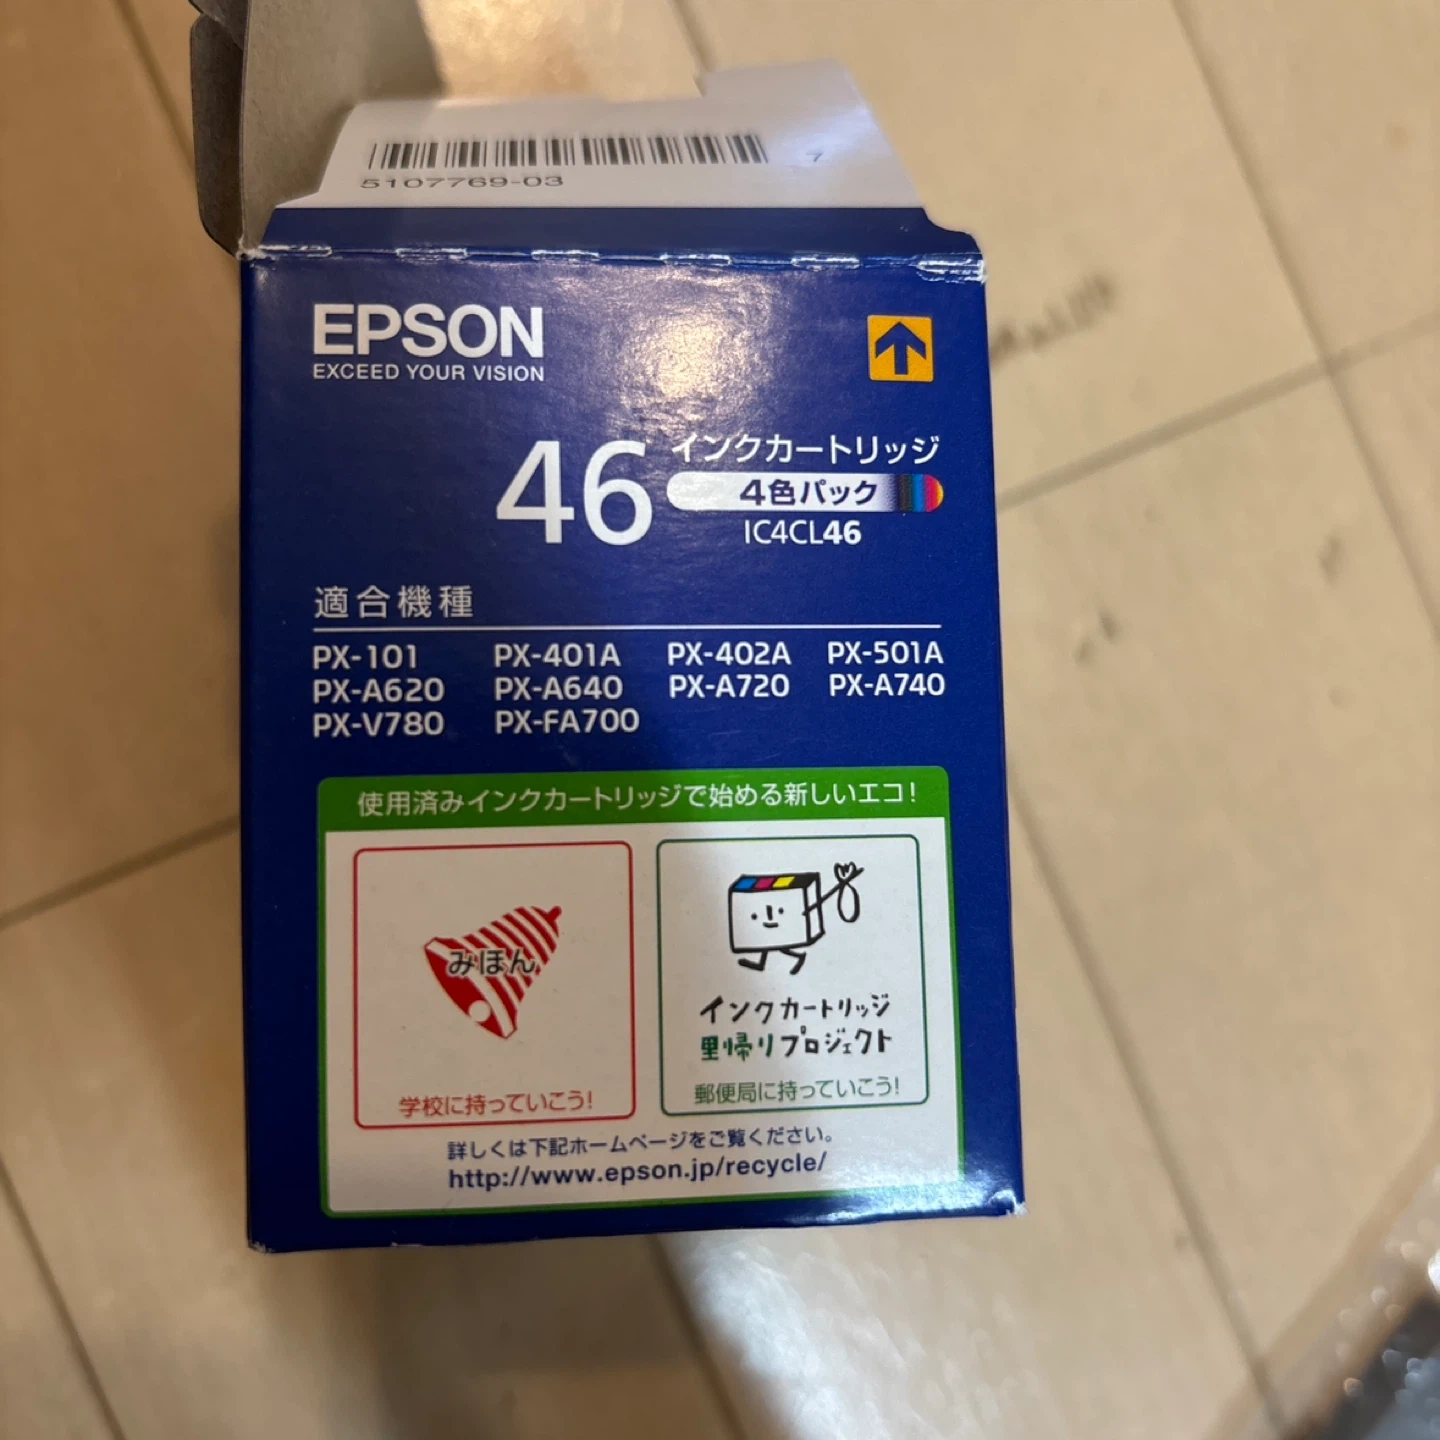 7
5107769-03
EPSON
EXCEED YOUR VISION
46
インクカートリッジ
4色パック
IC4CL46
適合機種
PX-101 PX-401A PX-402A PX-501A
PX-A620 PX-A640 PX-A720 PX-A740
PX-V780 PX-FA700
使用済みインクカートリッジで始める新しいエコ!
みほん
学校に持っていこう!
インクカートリッジ
里帰りプロジェクト
郵便局に持っていこう!
詳しくは下記ホームページをご覧ください。
http://www.epson.jp/recycle/